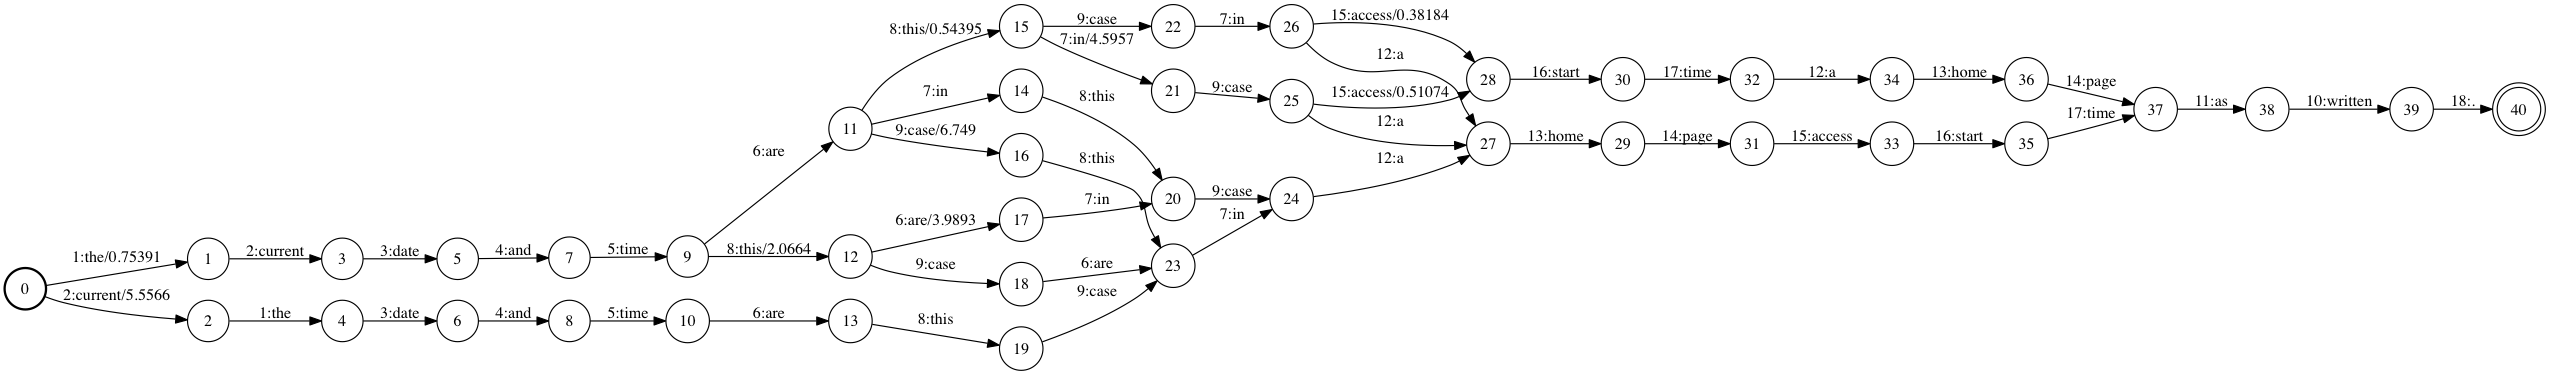 8:this/0.54395
15
9:case
22
7:in
26
15:access/0.38184
7:in/4.5957
12:a
28
16:start
30
17:time
32
12:a
34
13:home
36
14:page
7:in
14
8:this
21
9:case
25
15:access/0.51074
11
9:case/6.749
12:a
37
11:as
38
10:written
39
18:.
40
6:are
16
8:this
27
13:home
29
14:page
31
15:access
33
16:start
35
17:time
12:a
20
9:case
24
7:in
6:are/3.9893
17
7:in
1:the/0.75391
1
2:current
3
3:date
5
4:and
7
5:time
9
8:this/2.0664
12
9:case
18
6:are
23
0
2:current/5.5566
2
1:the
4
3:date
6
4:and
8
5:time
10
6:are
13
8:this
19
9:case